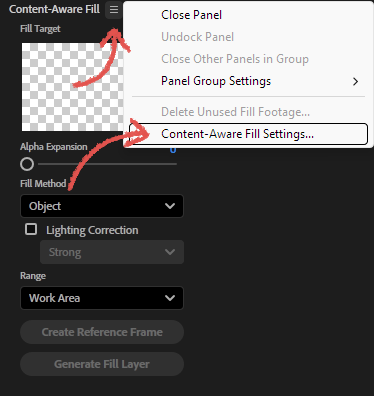 Content-Aware Fill
Close Panel
Undock Panel
Close Other Panels in Group
Panel Group Settings
Delete Unused Fill Footage...
Content-Aware Fill Settings...
Fill Target
Alpha Expansion
Fill Method
Object
Lighting Correction
Strong
Range
Work Area
Create Reference Frame
Generate Fill Layer